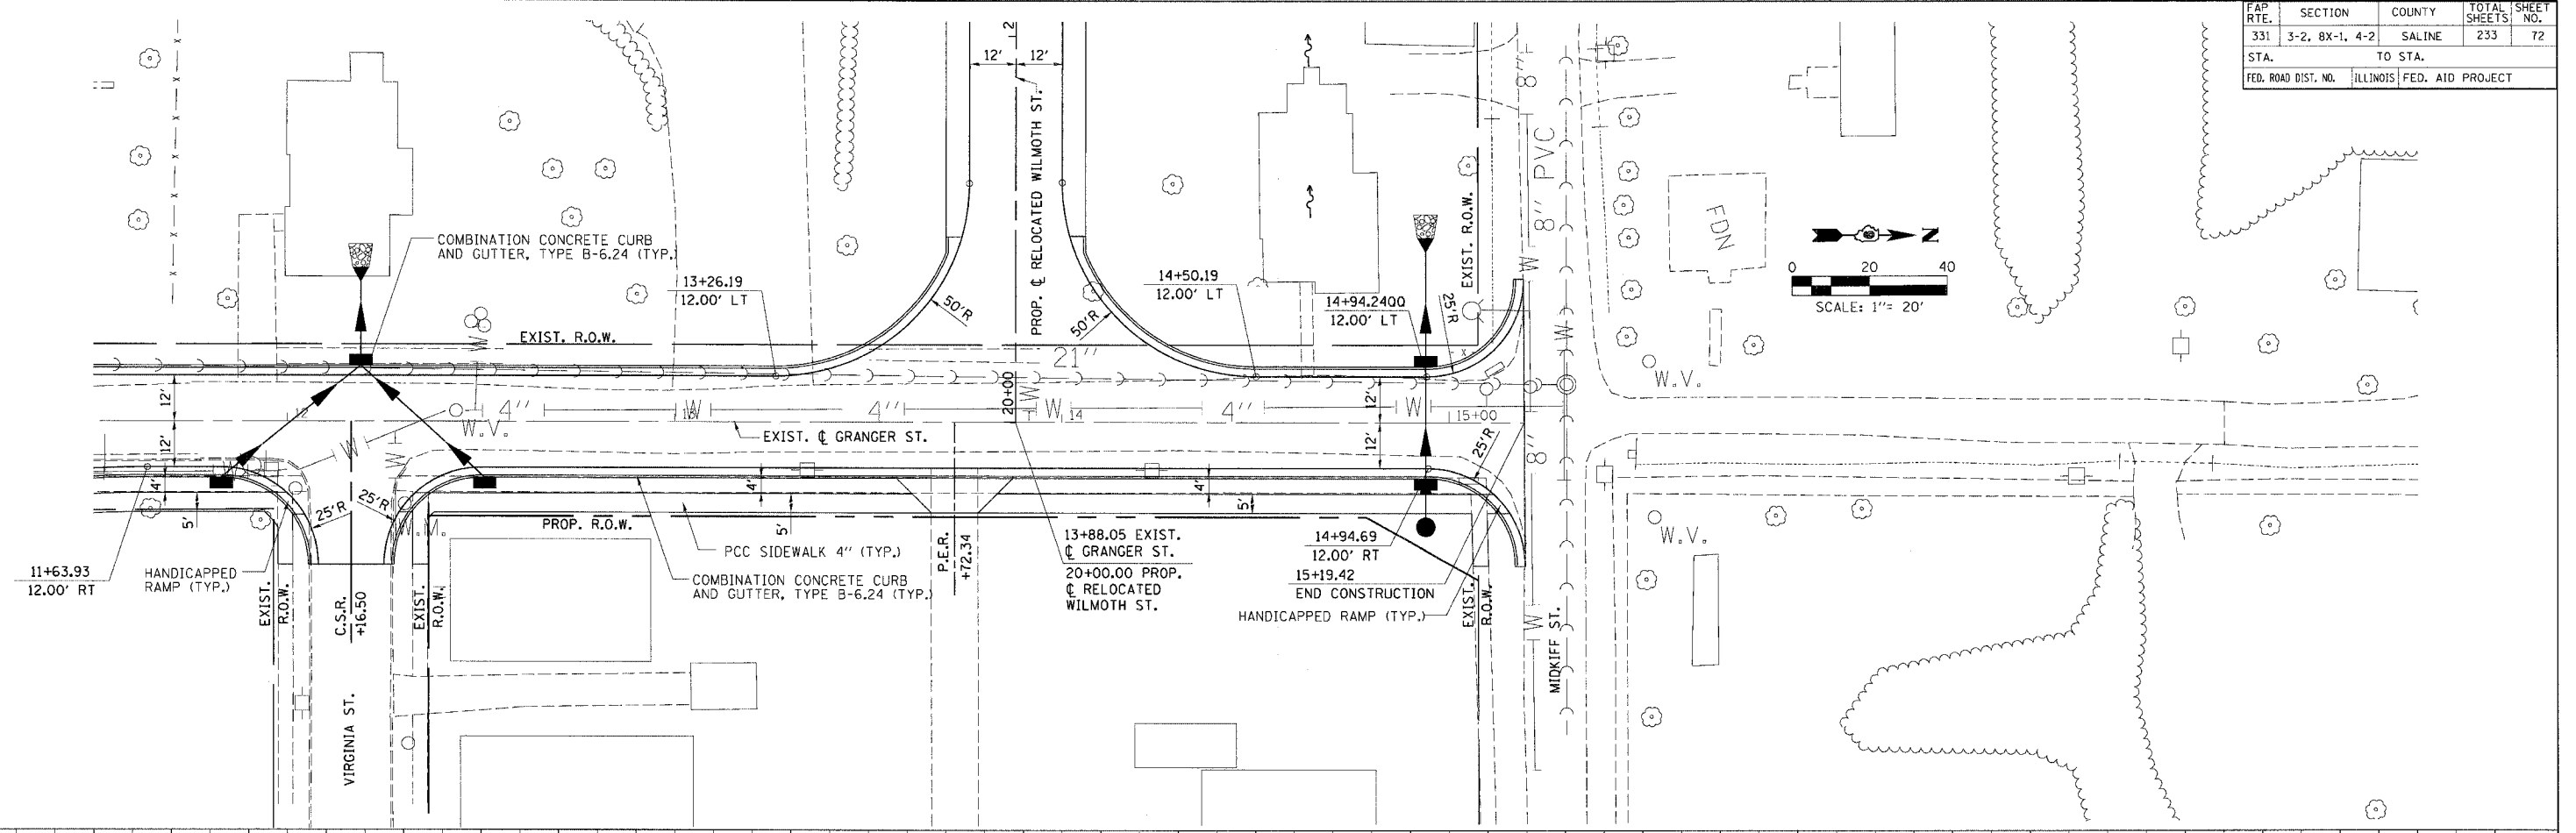 FAP RTE.
SECTION
COUNTY
TOTAL SHEETS
SHEET NO.
331
3-2, 8X-1, 4-2
SALINE
233
72
STA.
TO STA.
FED. ROAD DIST. NO.
ILLINOIS
FED. AID PROJECT
12'
12'
2
PROP. ℄ RELOCATED WILMOTH ST.
8"
8" PVC
W
W
EXIST. R.O.W.
FDN
N
0 20 40
SCALE: 1"= 20'
COMBINATION CONCRETE CURB
AND GUTTER, TYPE B-6.24 (TYP.)
13+26.19
12.00' LT
50'R
50'R
14+50.19
12.00' LT
14+94.2400
12.00' LT
25'R
EXIST. R.O.W.
W
21"
W.V.
12'
12'
12
W.V.
4"
W
4"
20+00
W
W
14
4"
W
15+00
12'
12'
EXIST. ℄ GRANGER ST.
W
W
8"
25'R
4'
5'
25'R
25'R
W.M.
4'
5'
4'
5'
PROP. R.O.W.
W.V.
11+63.93
12.00' RT
HANDICAPPED
RAMP (TYP.)
EXIST.
R.O.W.
C.S.R.
+16.50
EXIST.
R.O.W.
PCC SIDEWALK 4" (TYP.)
COMBINATION CONCRETE CURB
AND GUTTER, TYPE B-6.24 (TYP.)
P.E.R.
+72.34
13+88.05 EXIST.
℄ GRANGER ST.
20+00.00 PROP.
℄ RELOCATED
WILMOTH ST.
14+94.69
12.00' RT
15+19.42
END CONSTRUCTION
HANDICAPPED RAMP (TYP.)
EXIST.
R.O.W.
W
MIDKIFF ST.
VIRGINIA ST.